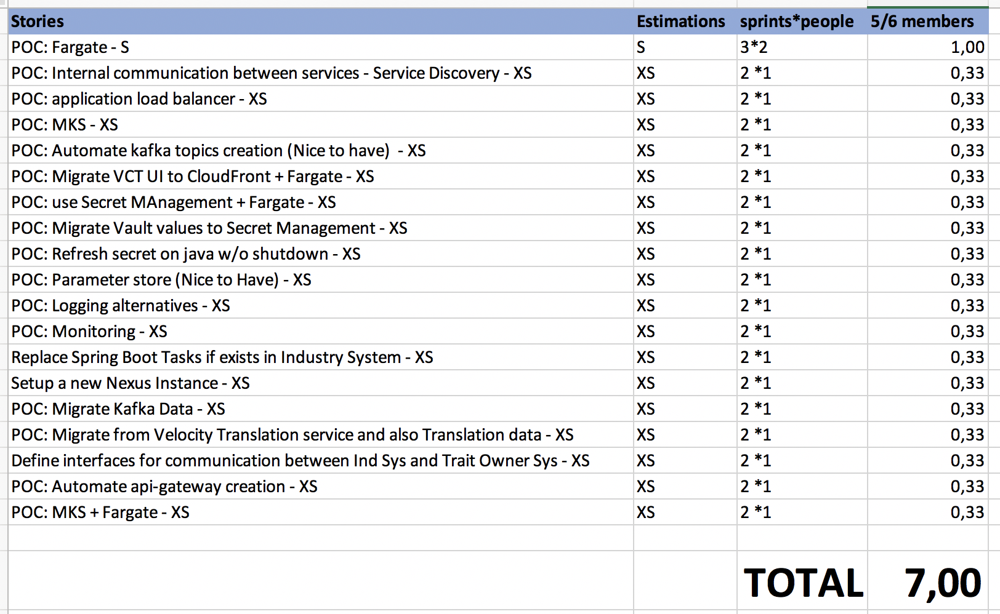 Stories Estimations sprints*people 5/6 members
POC: Fargate - S S 3*2 1,00
POC: Internal communication between services - Service Discovery - XS XS 2 *1 0,33
POC: application load balancer - XS XS 2 *1 0,33
POC: MKS - XS XS 2 *1 0,33
POC: Automate kafka topics creation (Nice to have)  - XS XS 2 *1 0,33
POC: Migrate VCT UI to CloudFront + Fargate - XS XS 2 *1 0,33
POC: use Secret MAnagement + Fargate - XS XS 2 *1 0,33
POC: Migrate Vault values to Secret Management - XS XS 2 *1 0,33
POC: Refresh secret on java w/o shutdown - XS XS 2 *1 0,33
POC: Parameter store (Nice to Have) - XS XS 2 *1 0,33
POC: Logging alternatives - XS XS 2 *1 0,33
POC: Monitoring - XS XS 2 *1 0,33
Replace Spring Boot Tasks if exists in Industry System - XS XS 2 *1 0,33
Setup a new Nexus Instance - XS XS 2 *1 0,33
POC: Migrate Kafka Data - XS XS 2 *1 0,33
POC: Migrate from Velocity Translation service and also Translation data - XS XS 2 *1 0,33
Define interfaces for communication between Ind Sys and Trait Owner Sys - XS XS 2 *1 0,33
POC: Automate api-gateway creation - XS XS 2 *1 0,33
POC: MKS + Fargate - XS XS 2 *1 0,33
TOTAL 7,00